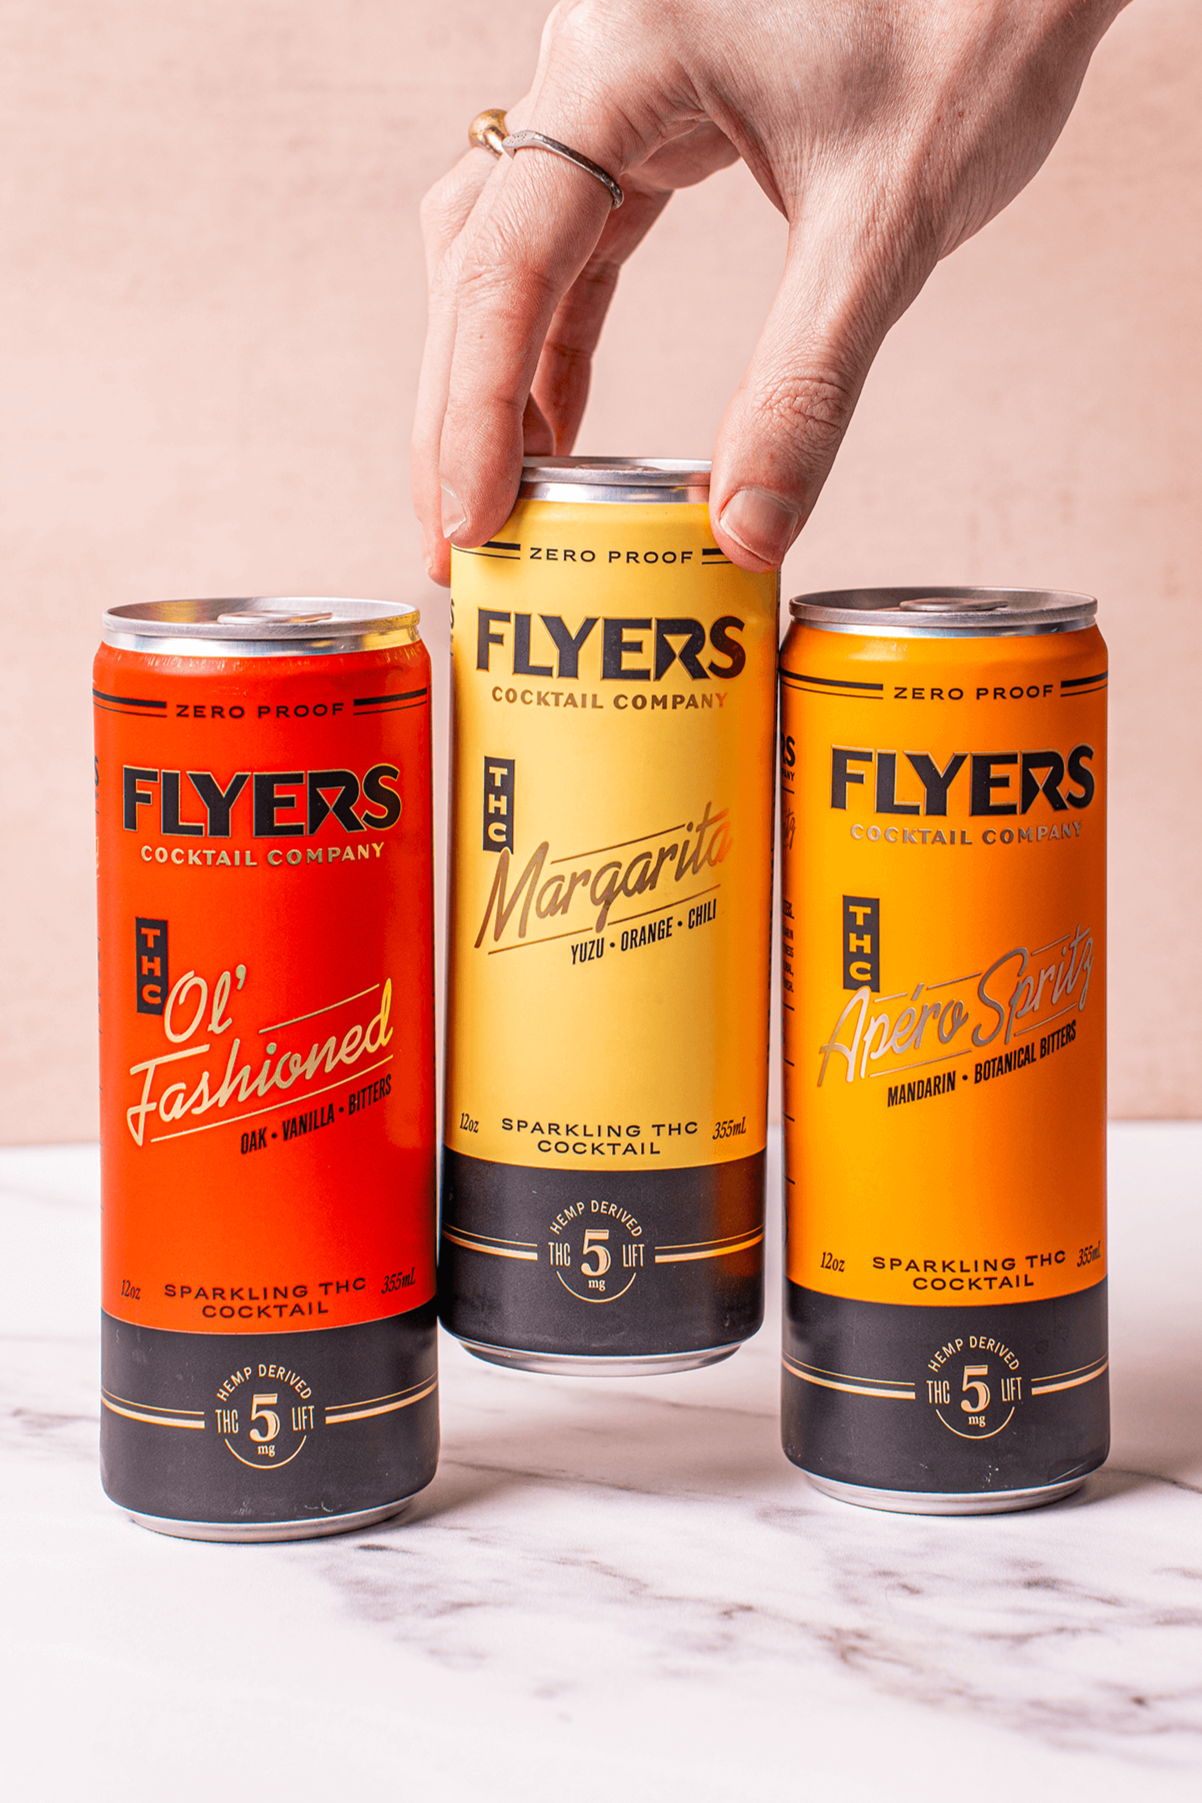 ZERO PROOF
FLYERS
COCKTAIL COMPANY
THC
Ol'
Fashioned
OAK • VANILLA • BITTERS
12oz SPARKLING THC 355mL
COCKTAIL
HEMP DERIVED
THC 5 LIFT
mg
ZERO PROOF
FLYERS
COCKTAIL COMPANY
THC
Margarita
YUZU • ORANGE • CHILI
12oz SPARKLING THC 355mL
COCKTAIL
HEMP DERIVED
THC 5 LIFT
mg
ZERO PROOF
FLYERS
COCKTAIL COMPANY
THC
Apéro Spritz
MANDARIN • BOTANICAL BITTERS
12oz SPARKLING THC 355mL
COCKTAIL
HEMP DERIVED
THC 5 LIFT
mg